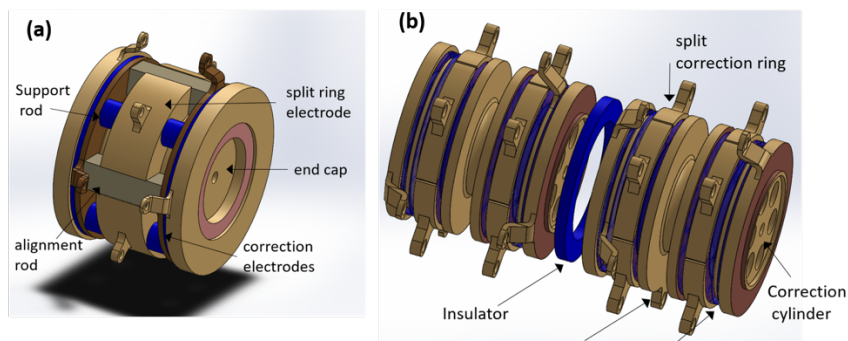 (a)
Support
rod
split ring
electrode
end cap
alignment
rod
correction
electrodes
(b)
split
correction ring
Insulator
Correction
cylinder